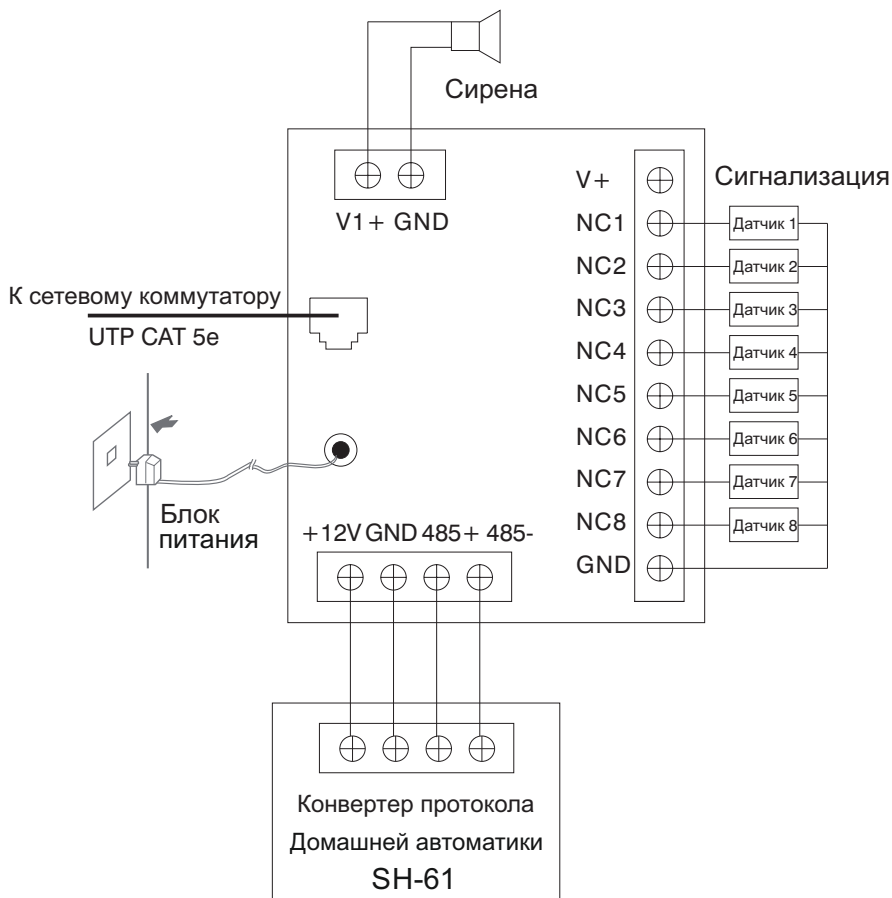 Сирена
V1+ GND
V+
Сигнализация
NC1
Датчик 1
NC2
Датчик 2
NC3
Датчик 3
NC4
Датчик 4
NC5
Датчик 5
NC6
Датчик 6
NC7
Датчик 7
NC8
Датчик 8
GND
К сетевому коммутатору
UTP CAT 5e
Блок
питания
+12V GND 485+ 485-
Конвертер протокола
Домашней автоматики
SH-61